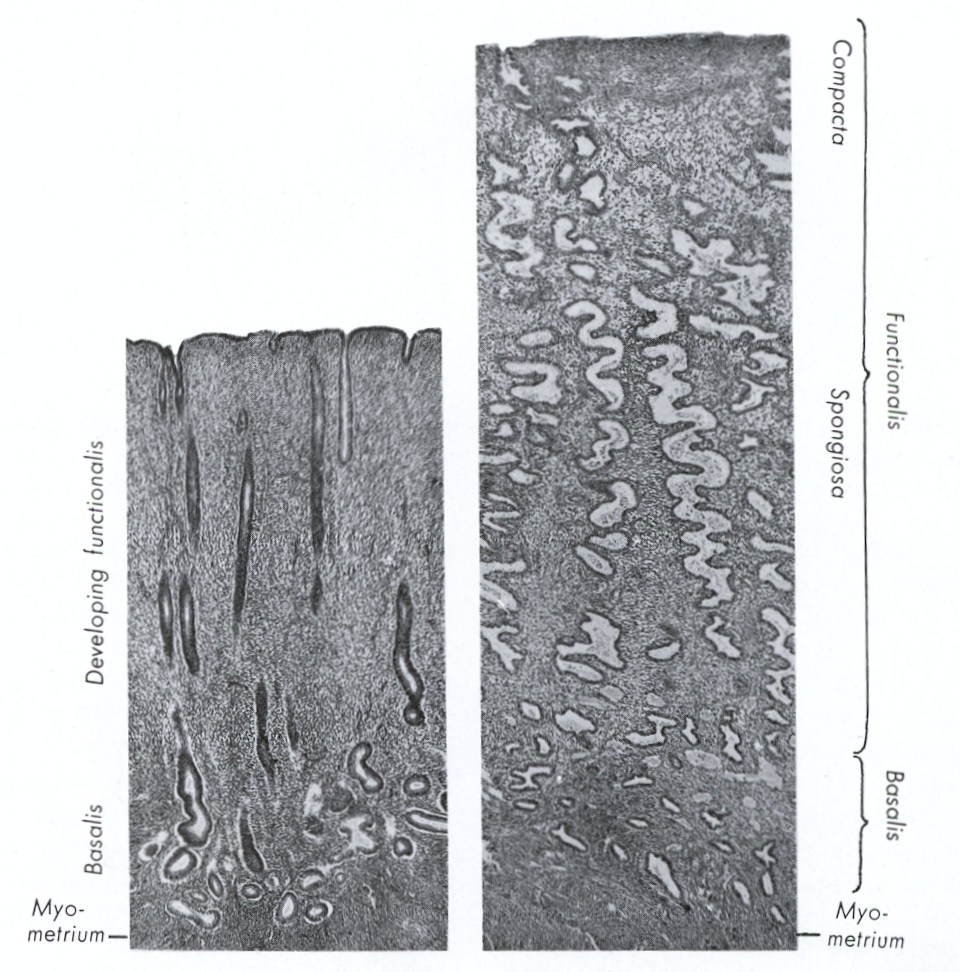 Developing functionalis
Basalis
Myo-
metrium
Compacta
Spongiosa
Functionalis
Basalis
Myo-
metrium